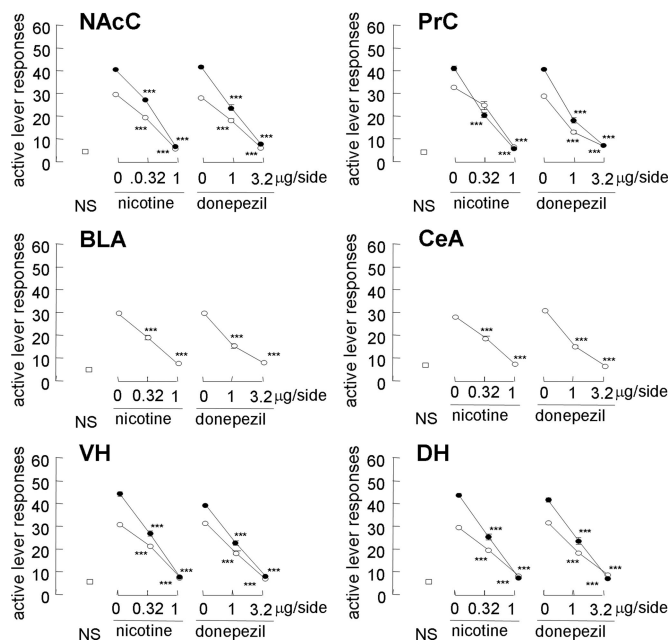 NAcC
active lever responses
60
50
40
30
20
10
0
*** *** *** *** *** *** *** ***
0 .0.32 1 0 1 3.2 μg/side
NS nicotine donepezil
PrC
active lever responses
60
50
40
30
20
10
0
*** *** *** *** *** *** ***
0 0.32 1 0 1 3.2 μg/side
NS nicotine donepezil
BLA
active lever responses
60
50
40
30
20
10
0
*** *** *** ***
0 0.32 1 0 1 3.2 μg/side
NS nicotine donepezil
CeA
active lever responses
60
50
40
30
20
10
0
*** *** *** ***
0 0.32 1 0 1 3.2 μg/side
NS nicotine donepezil
VH
active lever responses
60
50
40
30
20
10
0
*** *** *** *** *** *** *** ***
0 0.32 1 0 1 3.2 μg/side
NS nicotine donepezil
DH
active lever responses
60
50
40
30
20
10
0
*** *** *** *** *** *** *** ***
0 0.32 1 0 1 3.2 μg/side
NS nicotine donepezil